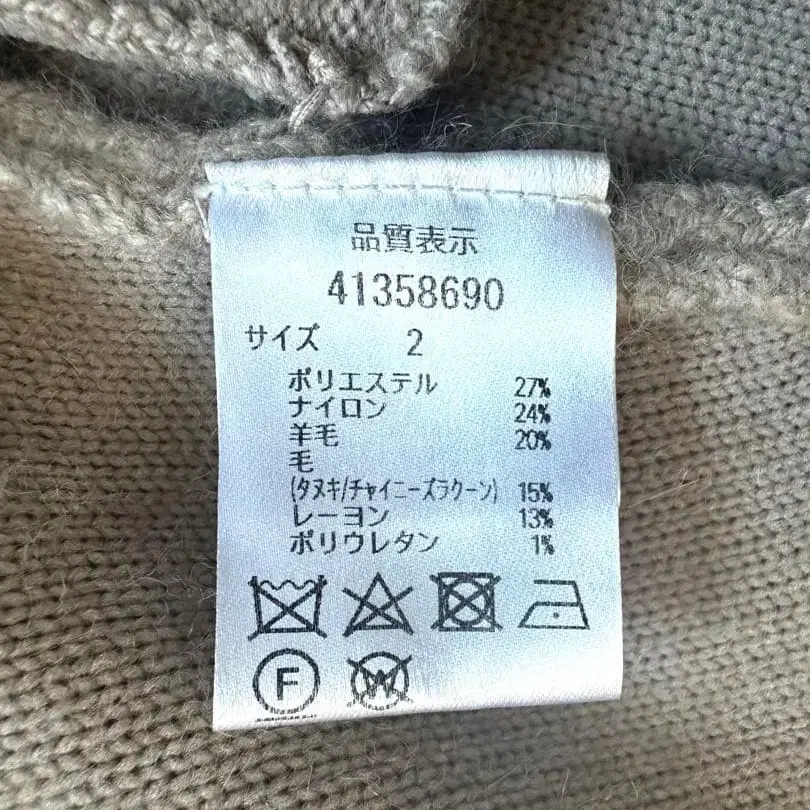 品質表示
41358690
サイズ 2
ポリエステル 27%
ナイロン 24%
羊毛 20%
毛
(タヌキ/チャイニーズラクーン) 15%
レーヨン 13%
ポリウレタン 1%
F W